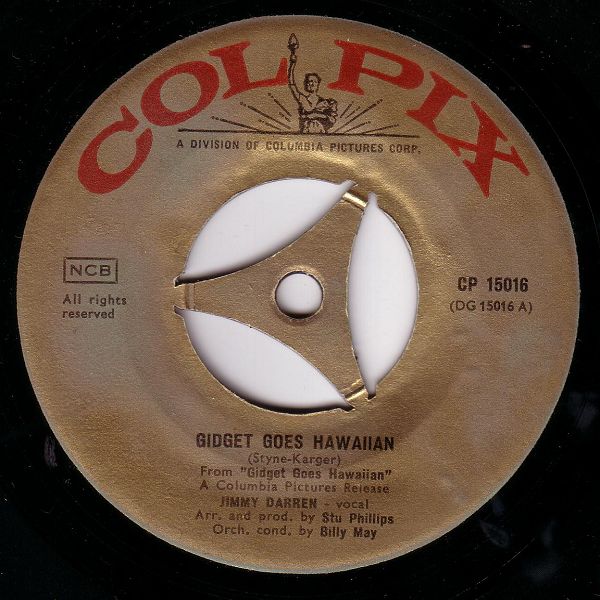 COLPIX
A DIVISION OF COLUMBIA PICTURES CORP.
NCB
All rights
reserved
CP 15016
(DG 15016 A)
GIDGET GOES HAWAIIAN
(Styne-Karger)
From "Gidget Goes Hawaiian"
A Columbia Pictures Release
JIMMY DARREN - vocal
Arr. and prod. by Stu Phillips
Orch. cond. by Billy May